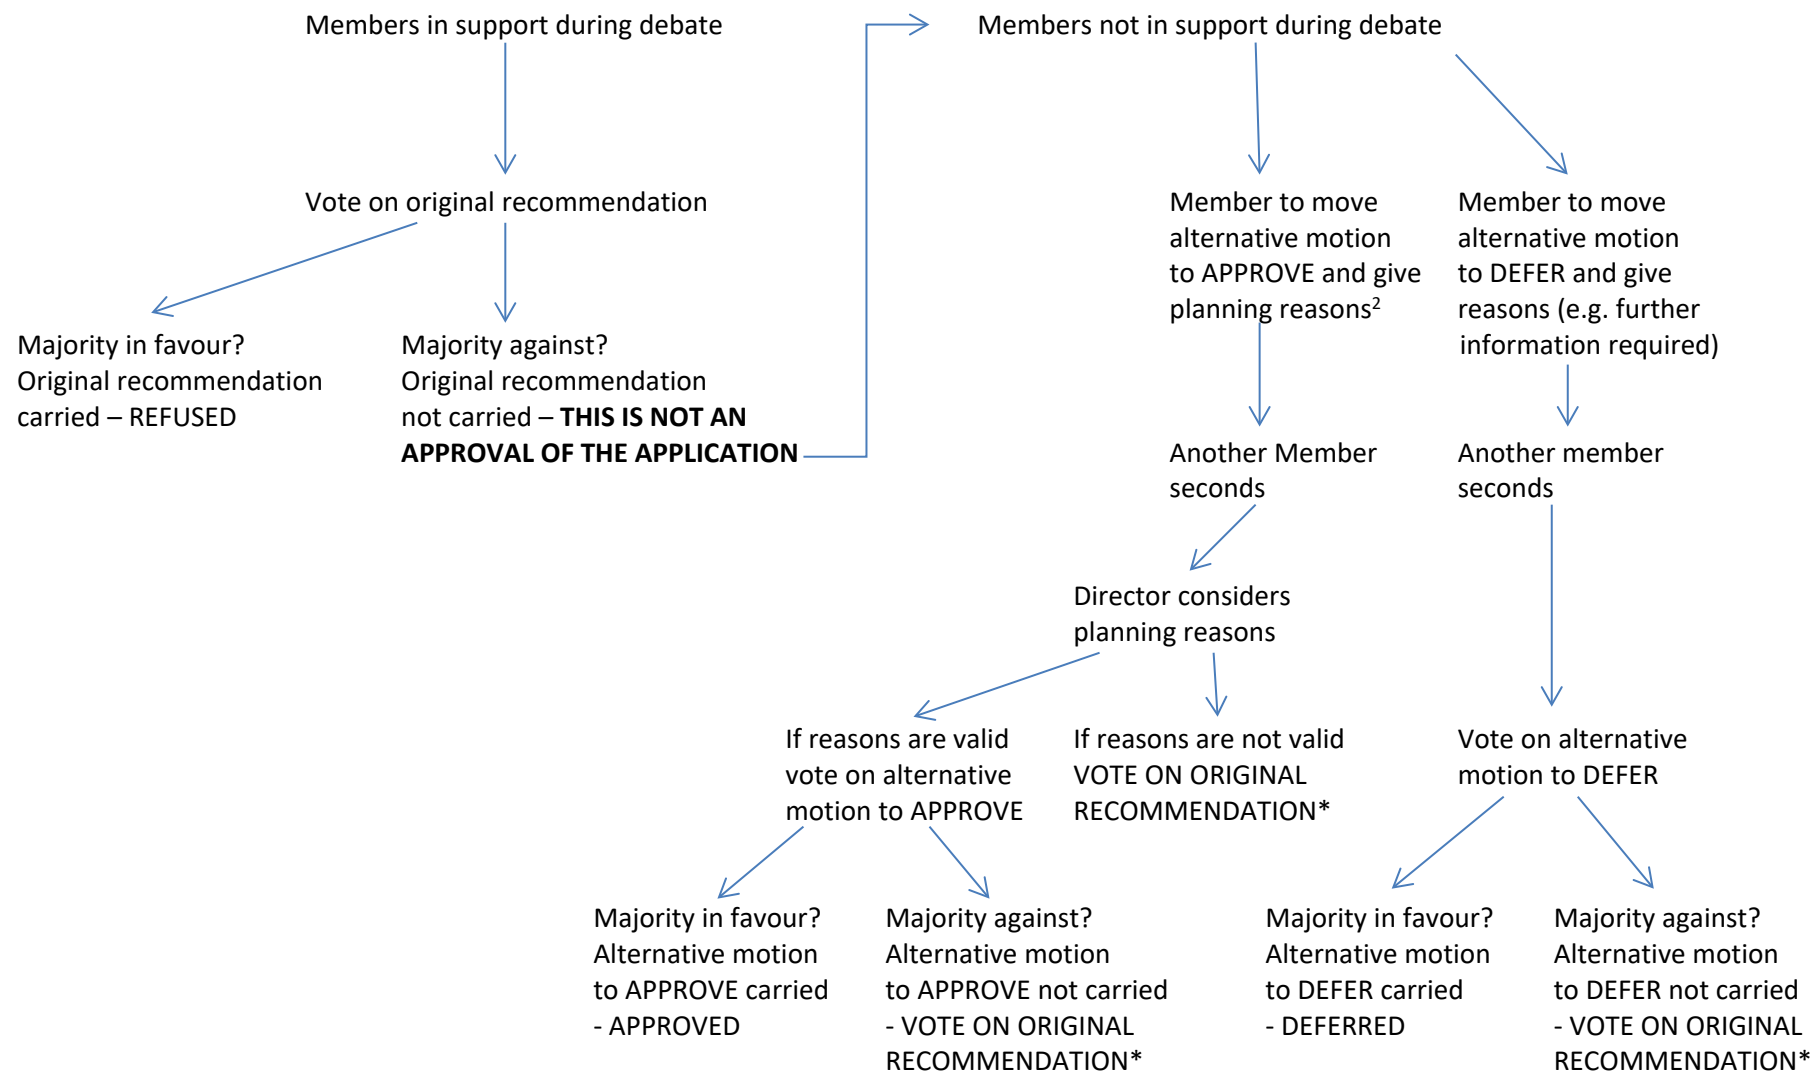 Members in support during debate
Members not in support during debate
Vote on original recommendation
Majority in favour?
Original recommendation
carried – REFUSED
Majority against?
Original recommendation
not carried – THIS IS NOT AN
APPROVAL OF THE APPLICATION
Member to move
alternative motion
to APPROVE and give
planning reasons²
Member to move
alternative motion
to DEFER and give
reasons (e.g. further
information required)
Another Member
seconds
Another member
seconds
Director considers
planning reasons
If reasons are valid
vote on alternative
motion to APPROVE
If reasons are not valid
VOTE ON ORIGINAL
RECOMMENDATION*
Vote on alternative
motion to DEFER
Majority in favour?
Alternative motion
to APPROVE carried
- APPROVED
Majority against?
Alternative motion
to APPROVE not carried
- VOTE ON ORIGINAL
RECOMMENDATION*
Majority in favour?
Alternative motion
to DEFER carried
- DEFERRED
Majority against?
Alternative motion
to DEFER not carried
- VOTE ON ORIGINAL
RECOMMENDATION*